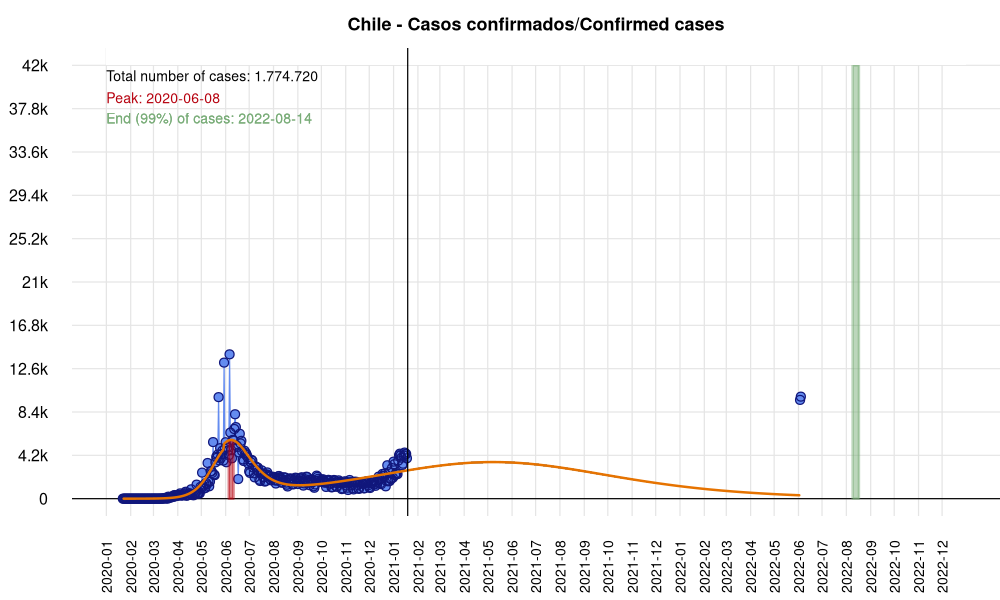 Chile - Casos confirmados/Confirmed cases
42k
37.8k
33.6k
29.4k
25.2k
21k
16.8k
12.6k
8.4k
4.2k
0
Total number of cases: 1.774.720
Peak: 2020-06-08
End (99%) of cases: 2022-08-14
2020-01
2020-02
2020-03
2020-04
2020-05
2020-06
2020-07
2020-08
2020-09
2020-10
2020-11
2020-12
2021-01
2021-02
2021-03
2021-04
2021-05
2021-06
2021-07
2021-08
2021-09
2021-10
2021-11
2021-12
2022-01
2022-02
2022-03
2022-04
2022-05
2022-06
2022-07
2022-08
2022-09
2022-10
2022-11
2022-12